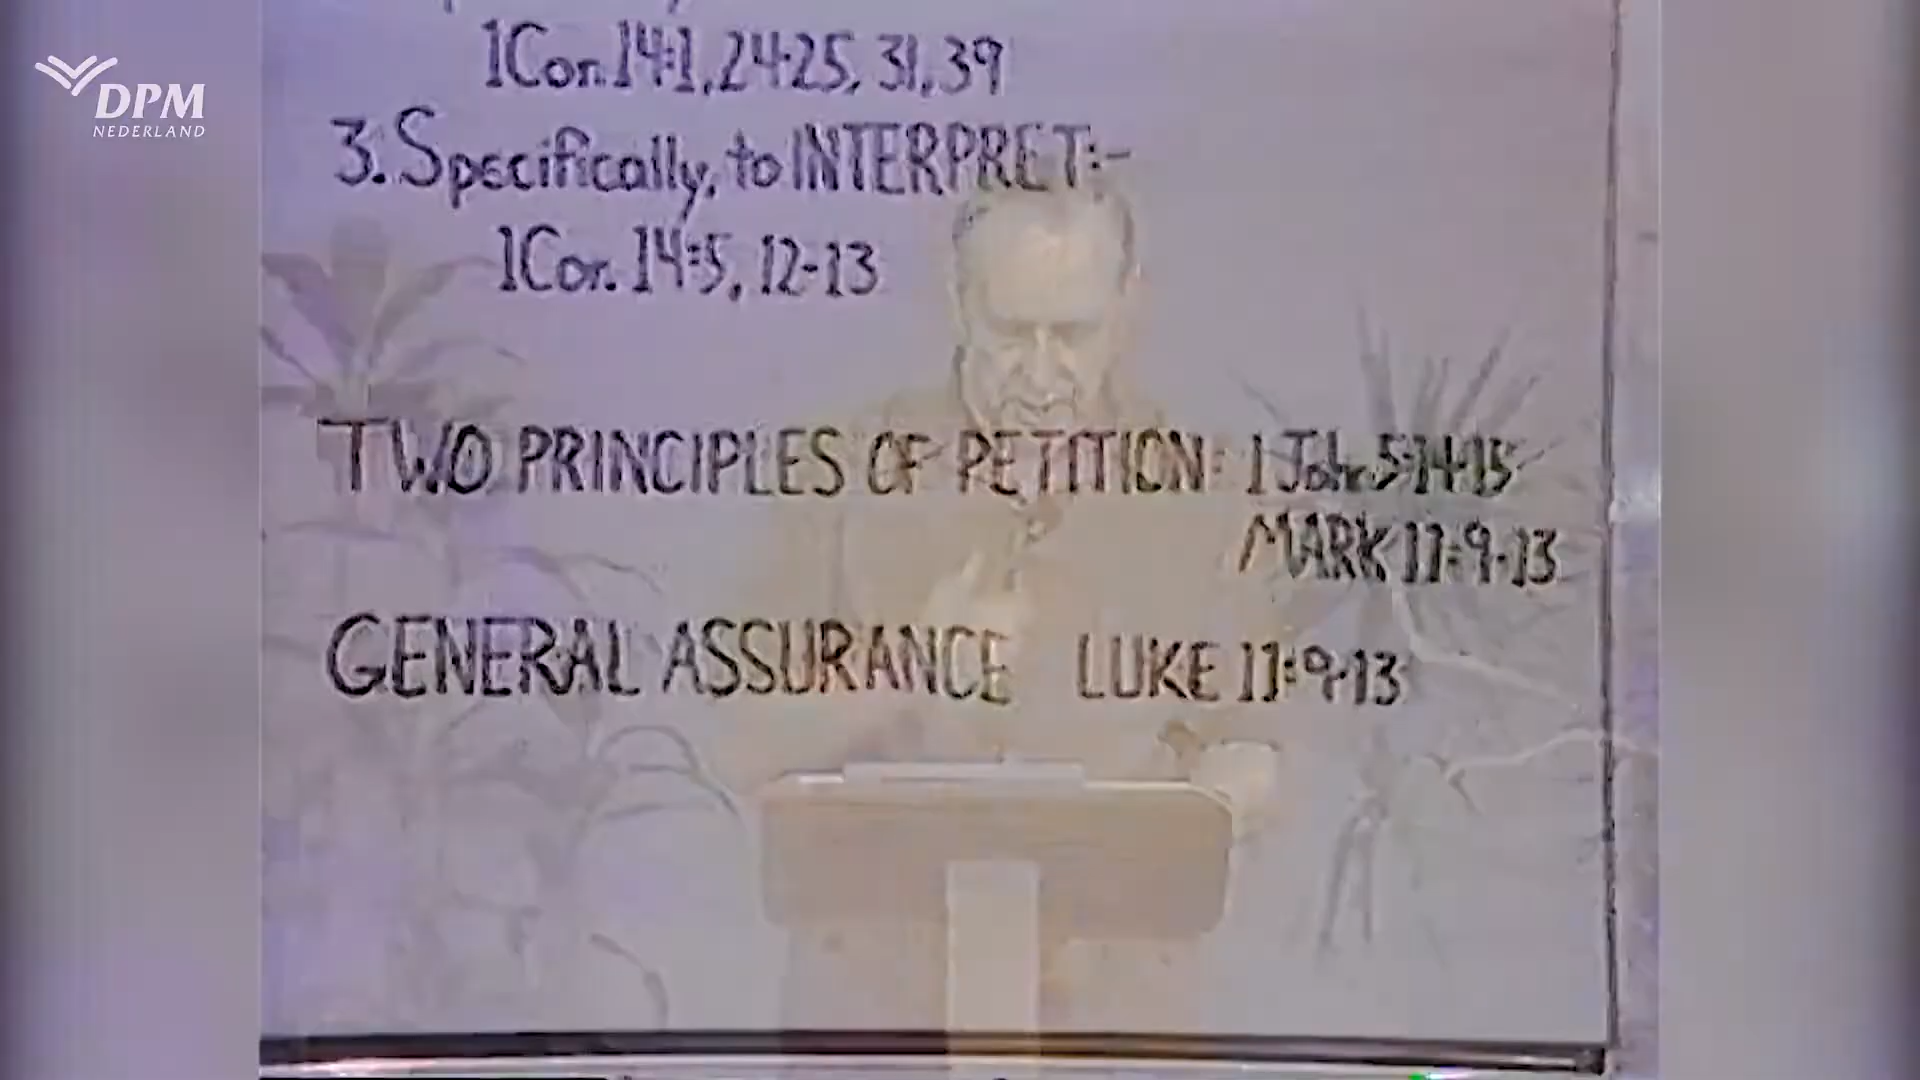 DPM
NEDERLAND
1Cor. 14:1, 24-25, 31, 39
3. Specifically, to INTERPRET:-
1Cor. 14:5, 12-13
TWO PRINCIPLES OF PETITION: 1 Joh. 5:14-15
MARK 11:9-13
GENERAL ASSURANCE LUKE 11:9-13